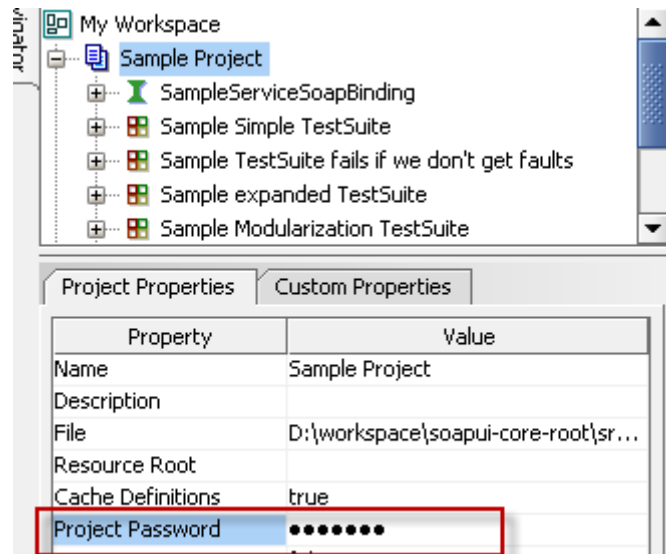 My Workspace
Sample Project
SampleServiceSoapBinding
Sample Simple TestSuite
Sample TestSuite fails if we don't get faults
Sample expanded TestSuite
Sample Modularization TestSuite
Project Properties Custom Properties
Property Value
Name Sample Project
Description
File D:\workspace\soapui-core-root\sr...
Resource Root
Cache Definitions true
Project Password •••••••